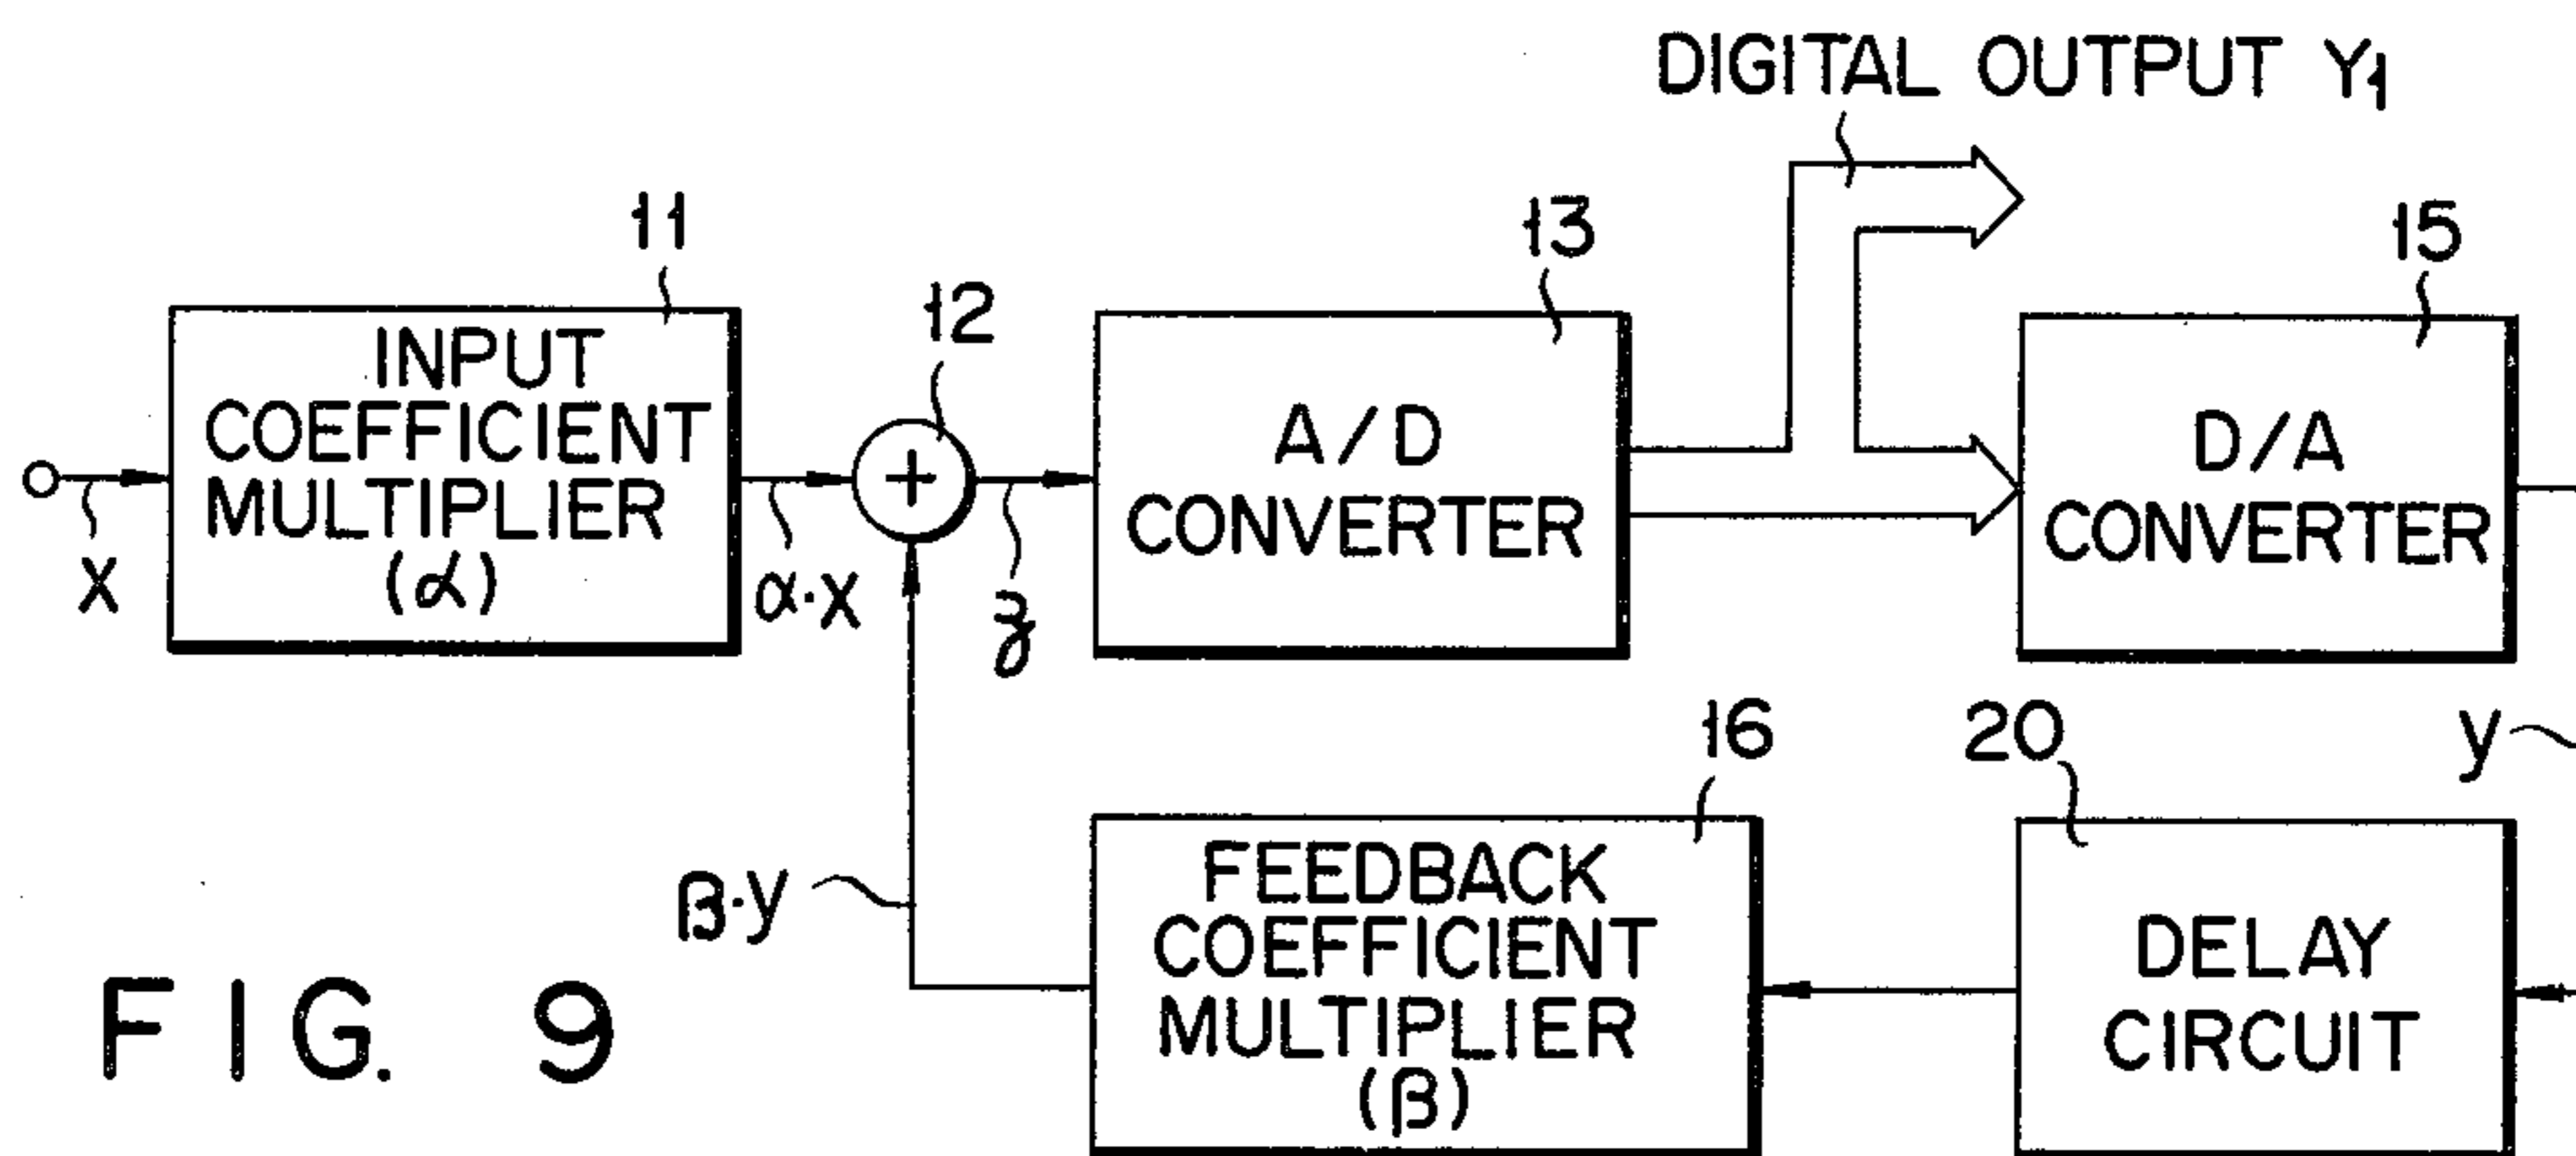 DIGITAL OUTPUT Y1
11
12
13
15
INPUT
COEFFICIENT
MULTIPLIER
(α)
A/D
CONVERTER
D/A
CONVERTER
x
α·x
z
y
16
20
β·y
FEEDBACK
COEFFICIENT
MULTIPLIER
(β)
DELAY
CIRCUIT
FIG. 9
+